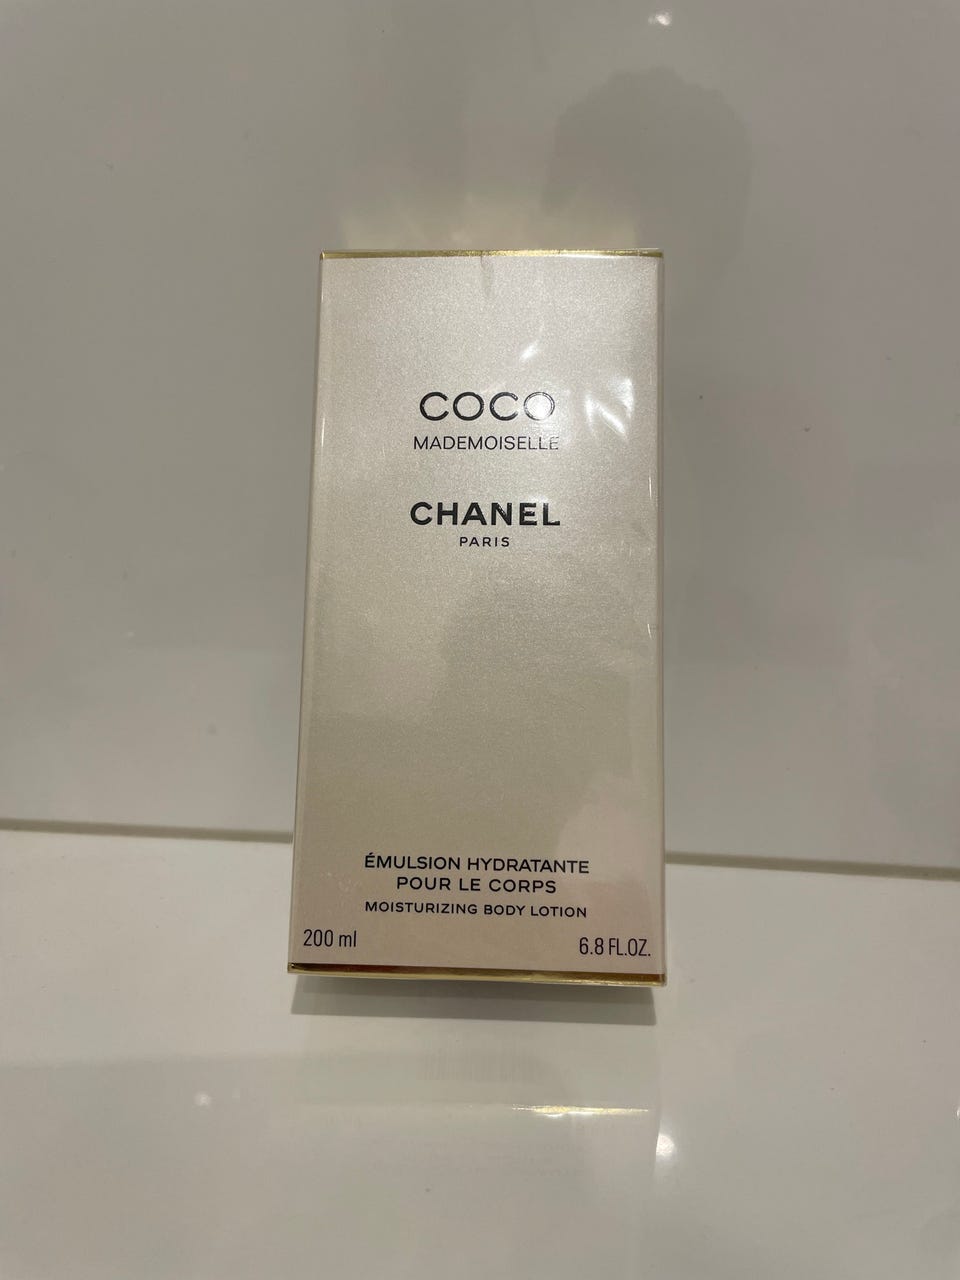 COCO
MADEMOISELLE
CHANEL
PARIS
ÉMULSION HYDRATANTE
POUR LE CORPS
MOISTURIZING BODY LOTION
200 ml 6.8 FL.OZ.